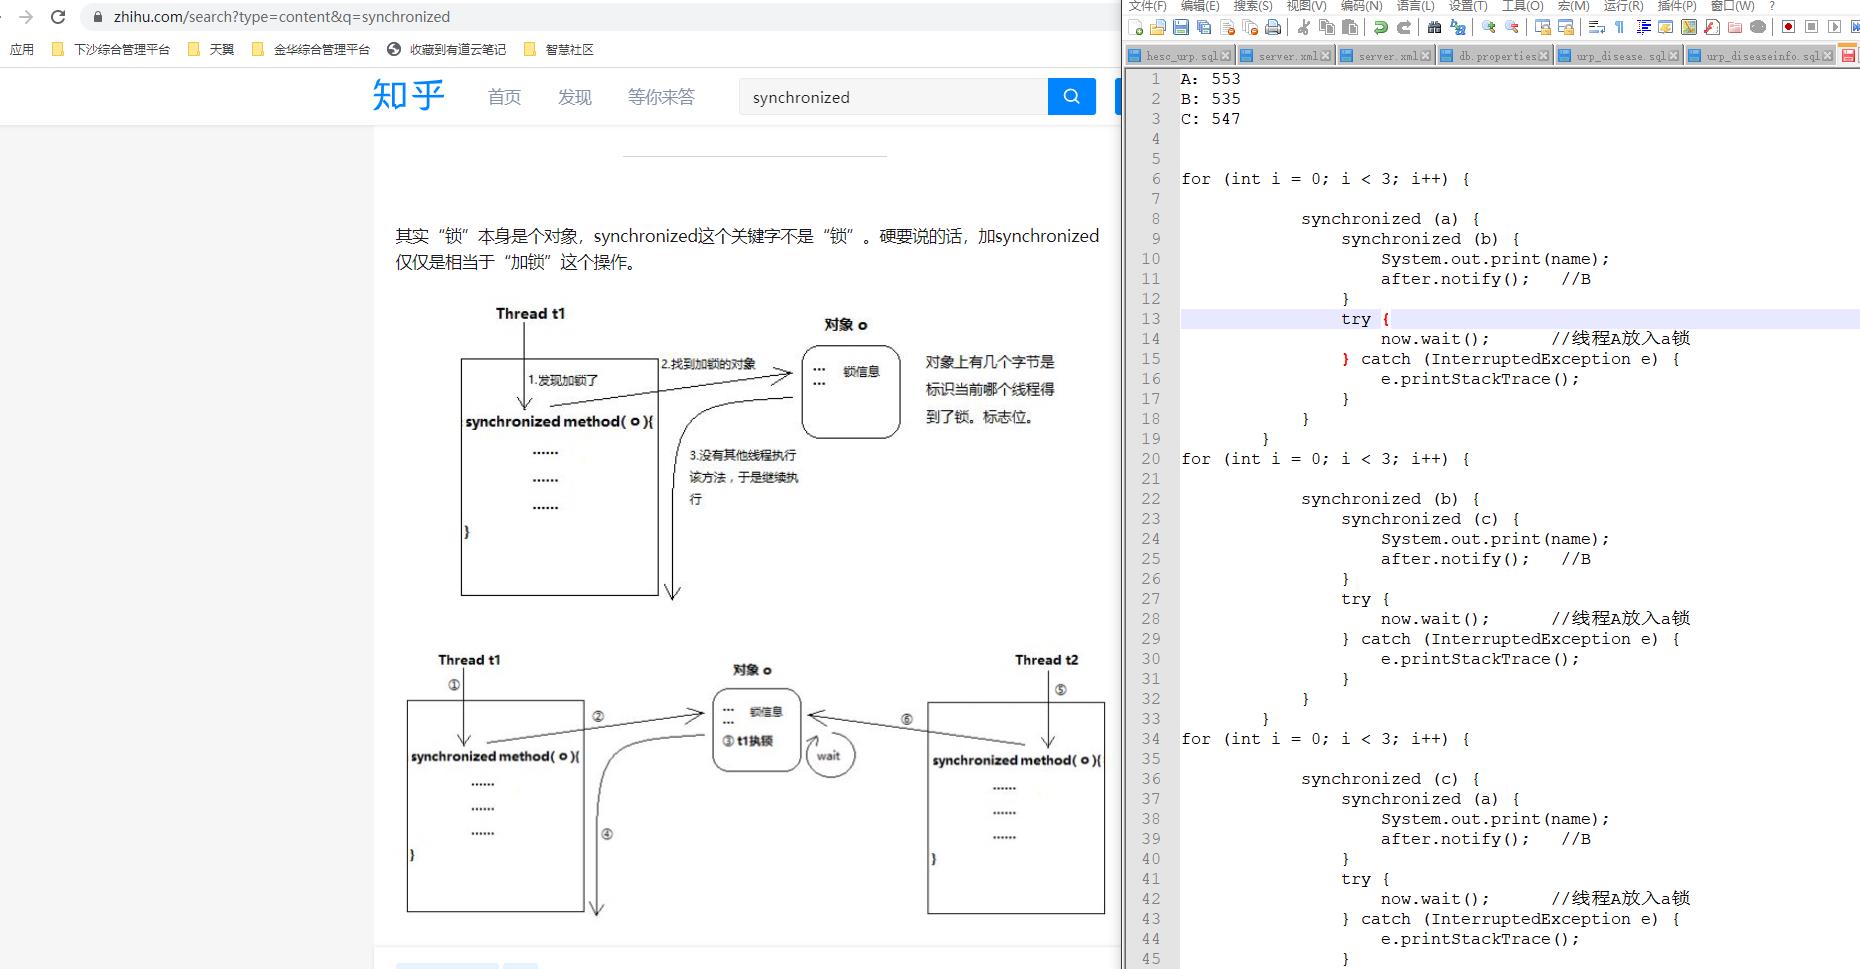 zhihu.com/search?type=content&q=synchronized
应用 下沙综合管理平台 天翼 金华综合管理平台 收藏到有道云笔记 智慧社区
知乎 首页 发现 等你来答 synchronized
其实“锁”本身是个对象，synchronized这个关键字不是“锁”。硬要说的话，加synchronized
仅仅是相当于“加锁”这个操作。
Thread t1
对象 o
1.发现加锁了
2.找到加锁的对象
... 锁信息
...
对象上有几个字节是
标识当前哪个线程得
到了锁。标志位。
synchronized method( o ){
......
......
......
}
3.没有其他线程执行
该方法，于是继续执
行
Thread t1
对象 o
Thread t2
①
②
... 锁信息
...
③ t1执锁
wait
⑤
⑥
synchronized method( o ){
......
......
......
}
④
synchronized method( o ){
......
......
......
}
文件(F) 编辑(E) 搜索(S) 视图(V) 编码(N) 语言(L) 设置(T) 工具(O) 宏(M) 运行(R) 插件(P) 窗口(W) ?
hesc_urp.sql server.xml server.xml db.properties urp_disease.sql urp_diseaseinfo.sql
1 A: 553
2 B: 535
3 C: 547
4
5
6 for (int i = 0; i < 3; i++) {
7
8 synchronized (a) {
9 synchronized (b) {
10 System.out.print(name);
11 after.notify(); //B
12 }
13 try {
14 now.wait(); //线程A放入a锁
15 } catch (InterruptedException e) {
16 e.printStackTrace();
17 }
18 }
19 }
20 for (int i = 0; i < 3; i++) {
21
22 synchronized (b) {
23 synchronized (c) {
24 System.out.print(name);
25 after.notify(); //B
26 }
27 try {
28 now.wait(); //线程A放入a锁
29 } catch (InterruptedException e) {
30 e.printStackTrace();
31 }
32 }
33 }
34 for (int i = 0; i < 3; i++) {
35
36 synchronized (c) {
37 synchronized (a) {
38 System.out.print(name);
39 after.notify(); //B
40 }
41 try {
42 now.wait(); //线程A放入a锁
43 } catch (InterruptedException e) {
44 e.printStackTrace();
45 }